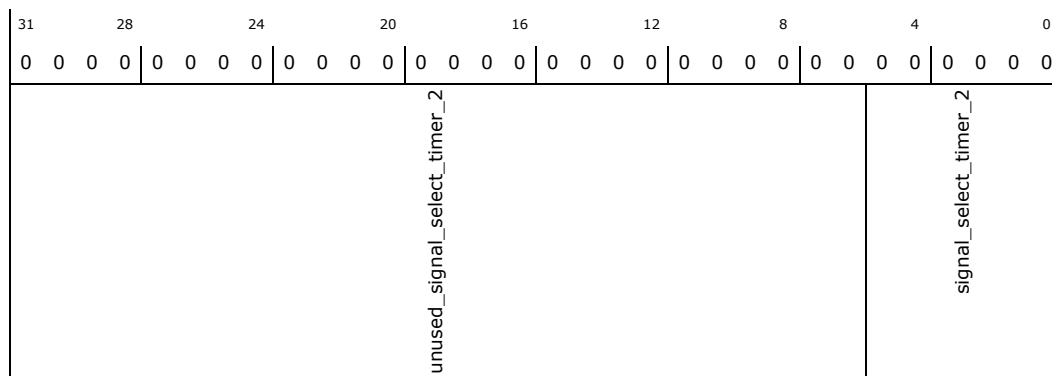 31 28 24 20 16 12 8 4 0
0 0 0 0 0 0 0 0 0 0 0 0 0 0 0 0 0 0 0 0 0 0 0 0 0 0 0 0 0 0 0 0
unused_signal_select_timer_2
signal_select_timer_2